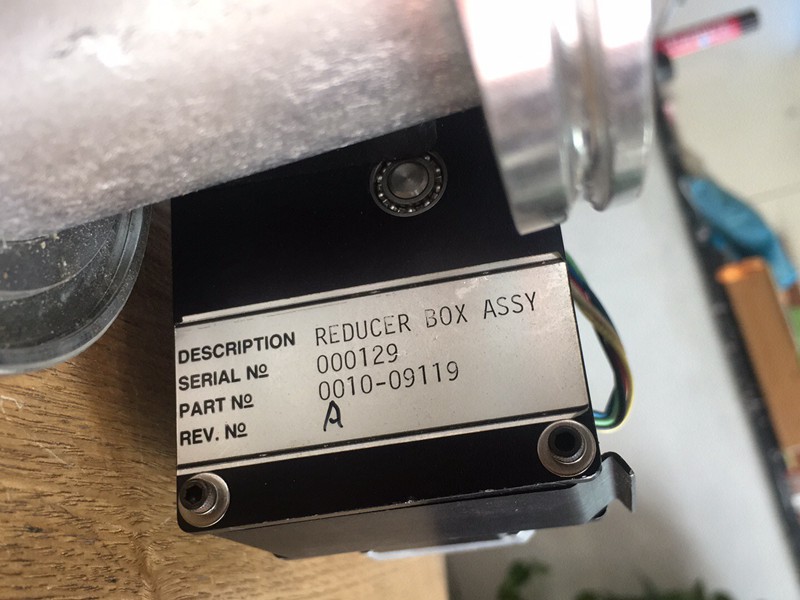 DESCRIPTION REDUCER BOX ASSY
SERIAL Nº 000129
PART Nº 0010-09119
REV. Nº A